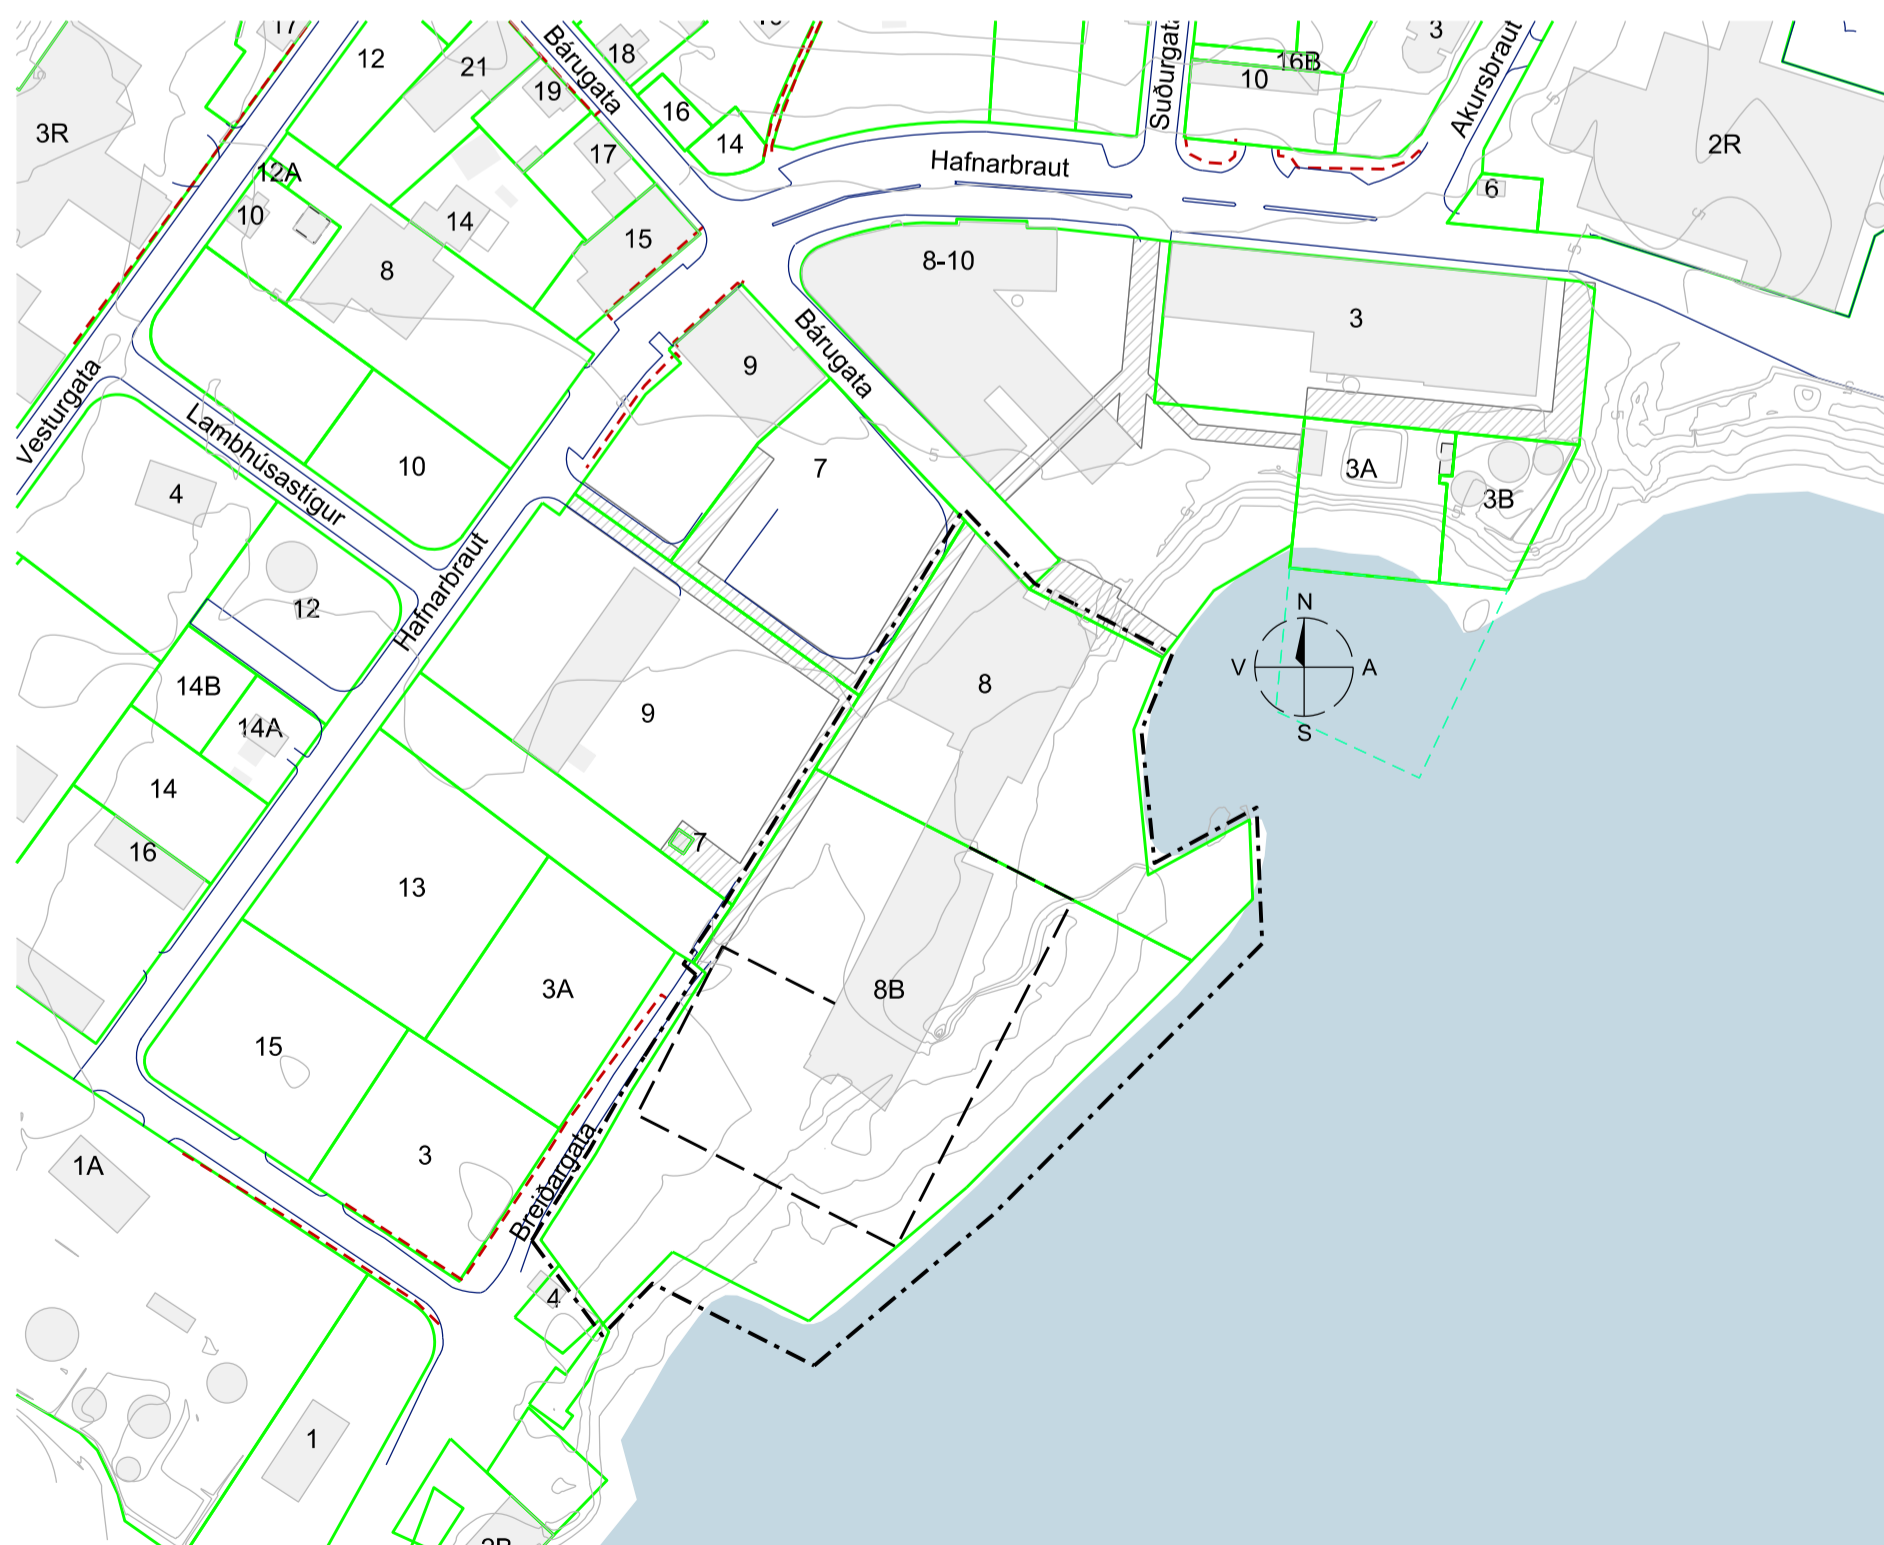 17
12
21
Bárugata
18
19
16
14
17
3R
12A
10
14
15
8
Hafnarbraut
Suðurgata
16B
10
3
Akursbraut
2R
6
8-10
3
Bárugata
9
7
3A
3B
Vesturgata
Lambhúsastígur
10
4
12
Hafnarbraut
14B
14A
14
16
9
7
8
N
V
A
S
13
3A
15
3
8B
Breiðargata
4
1A
1